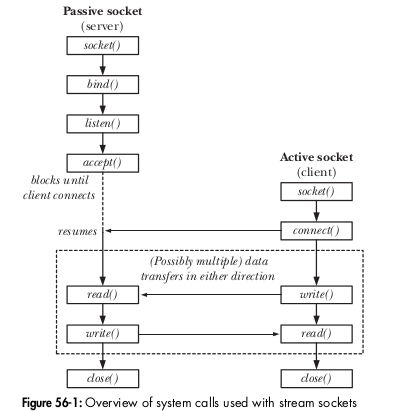 Passive socket
(server)
socket()
bind()
listen()
accept()
blocks until
client connects
resumes
Active socket
(client)
socket()
connect()
(Possibly multiple) data
transfers in either direction
read()
write()
write()
read()
close()
close()
Figure 56-1: Overview of system calls used with stream sockets